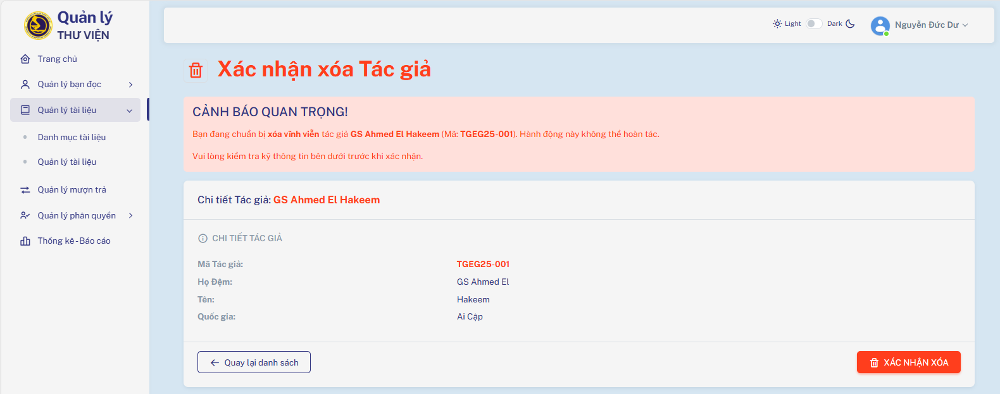 Quản lý
THƯ VIỆN
Trang chủ
Quản lý bạn đọc
Quản lý tài liệu
Danh mục tài liệu
Quản lý tài liệu
Quản lý mượn trả
Quản lý phân quyền
Thống kê - Báo cáo
Light Dark
Nguyễn Đức Dư
Xác nhận xóa Tác giả
CẢNH BÁO QUAN TRỌNG!
Bạn đang chuẩn bị xóa vĩnh viễn tác giả GS Ahmed El Hakeem (Mã: TGEG25-001). Hành động này không thể hoàn tác.
Vui lòng kiểm tra kỹ thông tin bên dưới trước khi xác nhận.
Chi tiết Tác giả: GS Ahmed El Hakeem
CHI TIẾT TÁC GIẢ
Mã Tác giả: TGEG25-001
Họ Đệm: GS Ahmed El
Tên: Hakeem
Quốc gia: Ai Cập
Quay lại danh sách
XÁC NHẬN XÓA